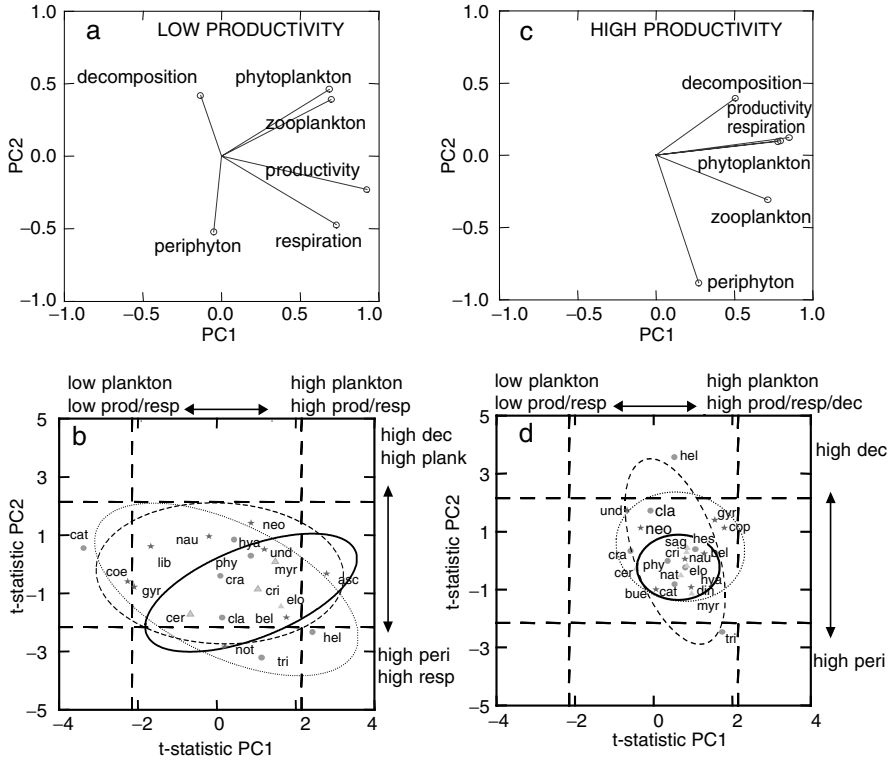 a
LOW PRODUCTIVITY
1.0
0.5
0.0
−0.5
−1.0
PC2
decomposition
phytoplankton
zooplankton
productivity
respiration
periphyton
−1.0
−0.5
0.0
0.5
1.0
PC1
c
HIGH PRODUCTIVITY
1.0
0.5
0.0
−0.5
−1.0
decomposition
productivity
respiration
phytoplankton
zooplankton
periphyton
−1.0
−0.5
0.0
0.5
1.0
PC1
low plankton
low prod/resp
high plankton
high prod/resp
b
high dec
high plank
high peri
high resp
5
3
1
−1
−3
−5
t-statistic PC2
cat
nau
neo
hya
und
lib
phy
myr
coe
gyr
cra
asc
cri
elo
cer
cla
bel
hel
not
tri
−4
−2
0
2
4
t-statistic PC1
low plankton
low prod/resp
high plankton
high prod/resp/dec
d
high dec
high peri
5
3
1
−1
−3
−5
t-statistic PC2
hel
und
cla
gyr
neo
cop
sag
hes
cra
cri
bel
nau
phy
cer
nat
elo
hya
bue
cat
din
myr
tri
−4
−2
0
2
4
t-statistic PC1